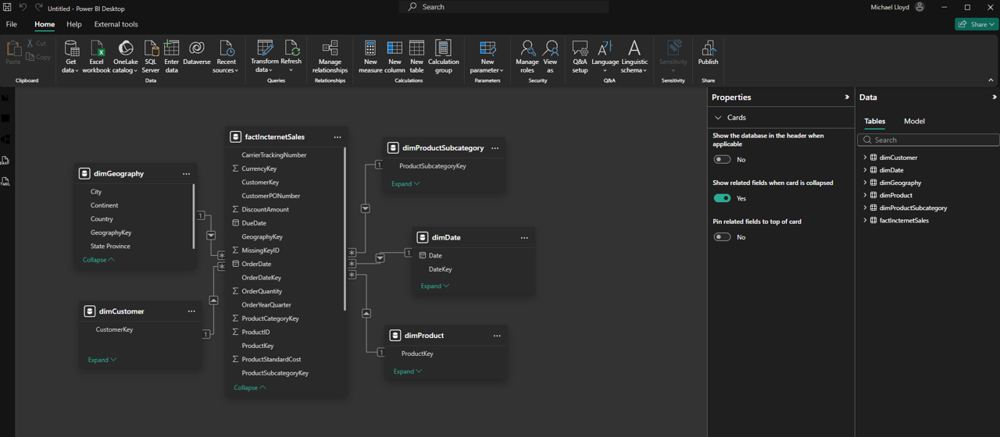 Untitled - Power BI Desktop
Search
Michael Lloyd
File
Home
Help
External tools
Share
Paste
Cut
Copy
Clipboard
Get data
Excel workbook
OneLake catalog
SQL Server
Enter data
Dataverse
Recent sources
Data
Transform data
Refresh
Queries
Manage relationships
Relationships
New measure
New column
New table
Calculation group
Calculations
New parameter
Parameters
Manage roles
View as
Security
Q&A setup
Language
Linguistic schema
Q&A
Sensitivity
Sensitivity
Publish
Share
DAX
TMDL
dimGeography
City
Continent
Country
GeographyKey
State Province
Collapse
1
*
dimCustomer
CustomerKey
Expand
1
*
factIncternetSales
CarrierTrackingNumber
CurrencyKey
CustomerKey
CustomerPONumber
DiscountAmount
DueDate
GeographyKey
MissingKeyID
OrderDate
OrderDateKey
OrderQuantity
OrderYearQuarter
ProductCategoryKey
ProductID
ProductKey
ProductStandardCost
ProductSubcategoryKey
Collapse
*
*
*
dimProductSubcategory
1
ProductSubcategoryKey
Expand
dimDate
1
Date
DateKey
Expand
dimProduct
1
ProductKey
Expand
Properties
Cards
Show the database in the header when
applicable
No
Show related fields when card is collapsed
Yes
Pin related fields to top of card
No
Data
Tables
Model
Search
dimCustomer
dimDate
dimGeography
dimProduct
dimProductSubcategory
factIncternetSales